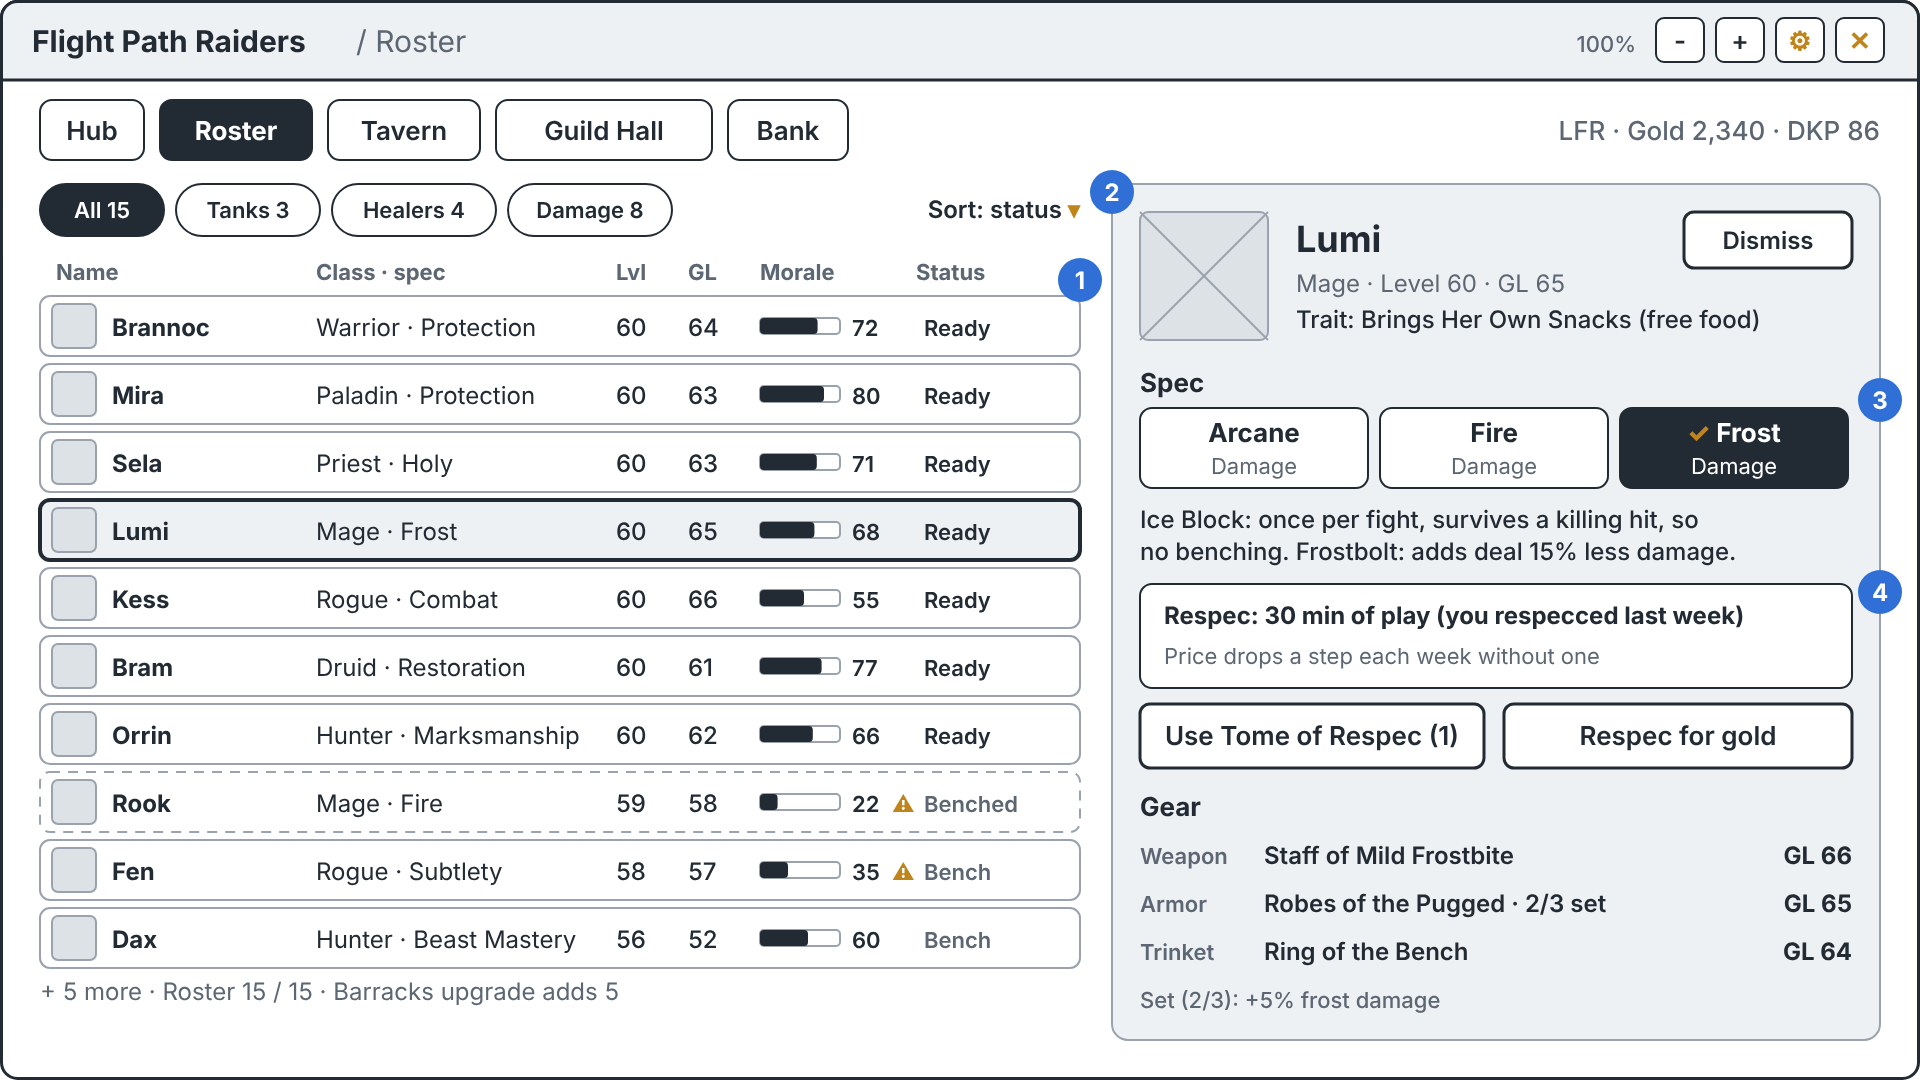 Flight Path Raiders / Roster
100% - + ⚙ ✕
Hub Roster Tavern Guild Hall Bank
LFR · Gold 2,340 · DKP 86
All 15 Tanks 3 Healers 4 Damage 8
Sort: status ▼
Name Class · spec Lvl GL Morale Status
1
Brannoc Warrior · Protection 60 64 72 Ready
Mira Paladin · Protection 60 63 80 Ready
Sela Priest · Holy 60 63 71 Ready
Lumi Mage · Frost 60 65 68 Ready
Kess Rogue · Combat 60 66 55 Ready
Bram Druid · Restoration 60 61 77 Ready
Orrin Hunter · Marksmanship 60 62 66 Ready
Rook Mage · Fire 59 58 22 Benched
Fen Rogue · Subtlety 58 57 35 Bench
Dax Hunter · Beast Mastery 56 52 60 Bench
+ 5 more · Roster 15 / 15 · Barracks upgrade adds 5
2
Lumi
Dismiss
Mage · Level 60 · GL 65
Trait: Brings Her Own Snacks (free food)
Spec
3
Arcane Fire ✓ Frost
Damage Damage Damage
Ice Block: once per fight, survives a killing hit, so
no benching. Frostbolt: adds deal 15% less damage.
4
Respec: 30 min of play (you respecced last week)
Price drops a step each week without one
Use Tome of Respec (1) Respec for gold
Gear
Weapon Staff of Mild Frostbite GL 66
Armor Robes of the Pugged · 2/3 set GL 65
Trinket Ring of the Bench GL 64
Set (2/3): +5% frost damage